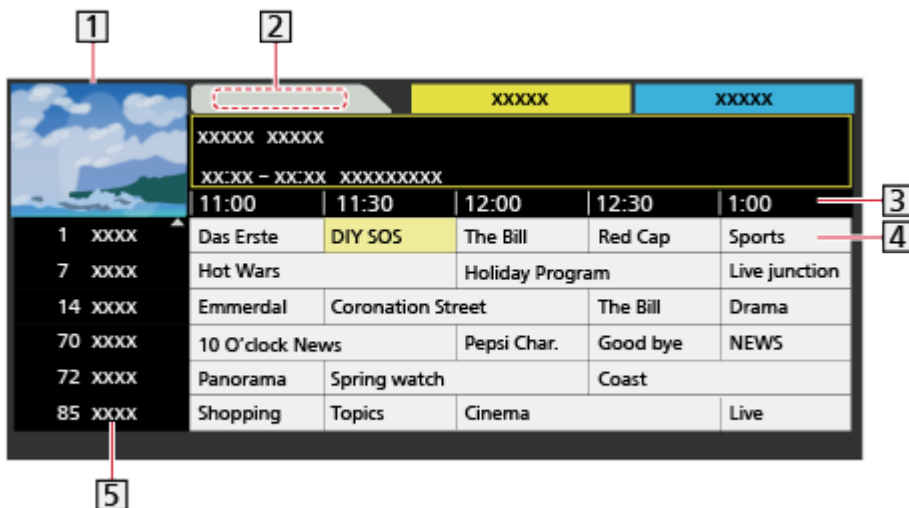 1 2
xxxxx xxxxx
xxxxx xxxxx
xx:xx – xx:xx xxxxxxxxx
11:00 11:30 12:00 12:30 1:00 3
1 xxxx Das Erste DIY SOS The Bill Red Cap Sports 4
7 xxxx Hot Wars Holiday Program Live junction
14 xxxx Emmerdal Coronation Street The Bill Drama
70 xxxx 10 O'clock News Pepsi Char. Good bye NEWS
72 xxxx Panorama Spring watch Coast
85 xxxx Shopping Topics Cinema Live
5